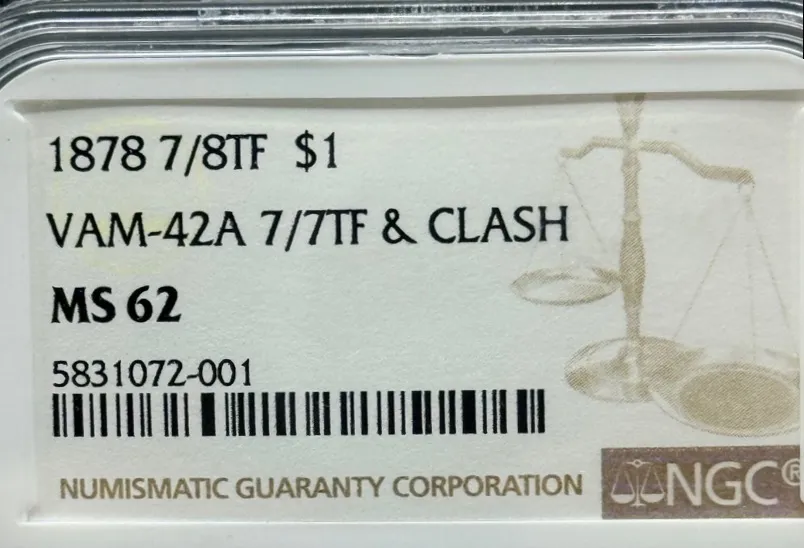 1878 7/8TF $1
VAM-42A 7/7TF & CLASH
MS 62
5831072-001
NUMISMATIC GUARANTY CORPORATION
NGC®